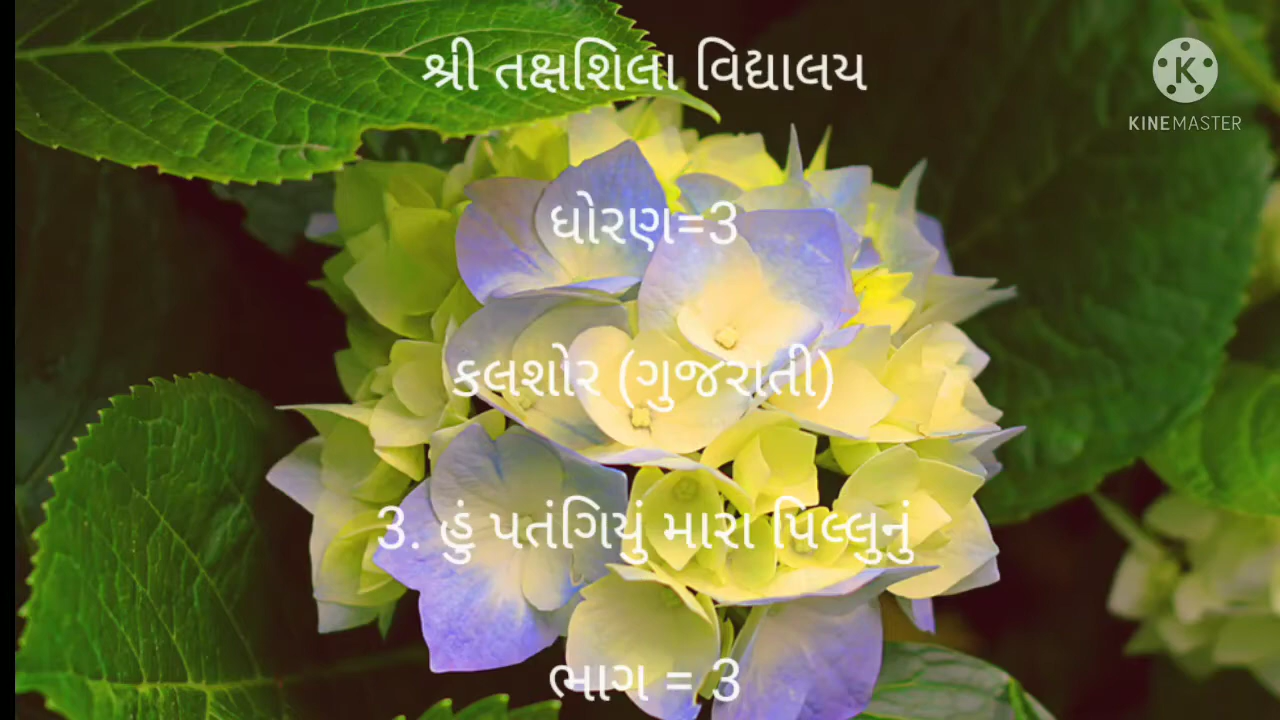 શ્રી તક્ષશિલા વિદ્યાલય
KINEMASTER
ધોરણ=3
કલશોર (ગુજરાતી)
3. હું પતંગિયું મારા પિલ્લુનું
ભાગ = 3